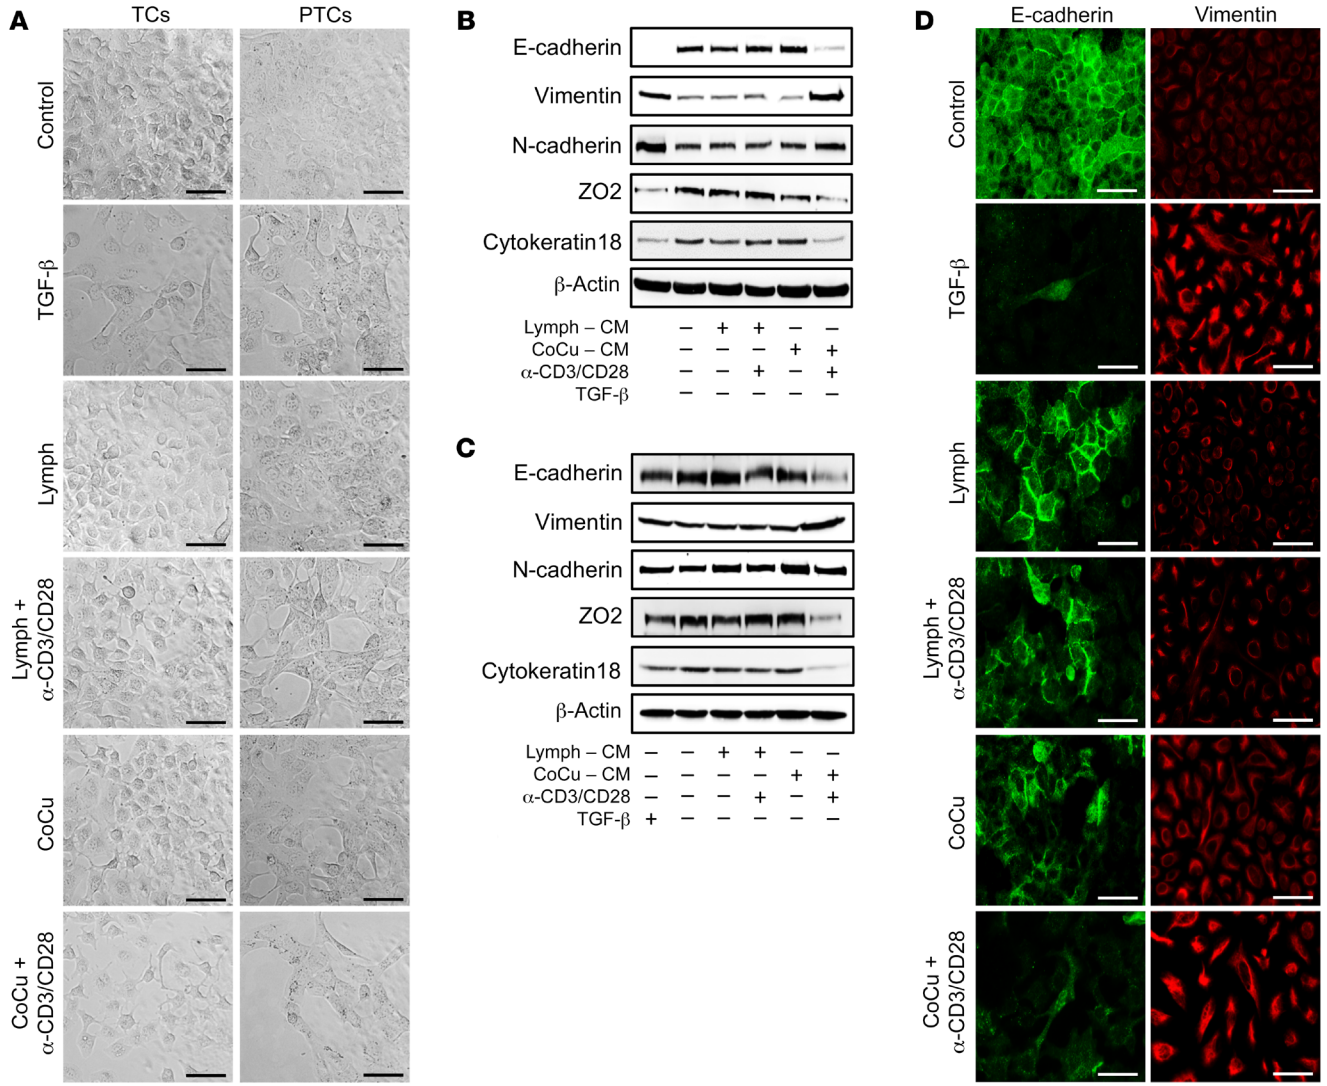 A
TCs
PTCs
Control
TGF-β
Lymph
Lymph +
α-CD3/CD28
CoCu
CoCu +
α-CD3/CD28
B
E-cadherin
Vimentin
N-cadherin
ZO2
Cytokeratin18
β-Actin
Lymph – CM – + + – –
CoCu – CM – – – + +
α-CD3/CD28 – – + – +
TGF-β – – – – –
C
E-cadherin
Vimentin
N-cadherin
ZO2
Cytokeratin18
β-Actin
Lymph – CM – – + + – –
CoCu – CM – – – – + +
α-CD3/CD28 – – – + – +
TGF-β + – – – – –
D
E-cadherin
Vimentin
Control
TGF-β
Lymph
Lymph +
α-CD3/CD28
CoCu
CoCu +
α-CD3/CD28